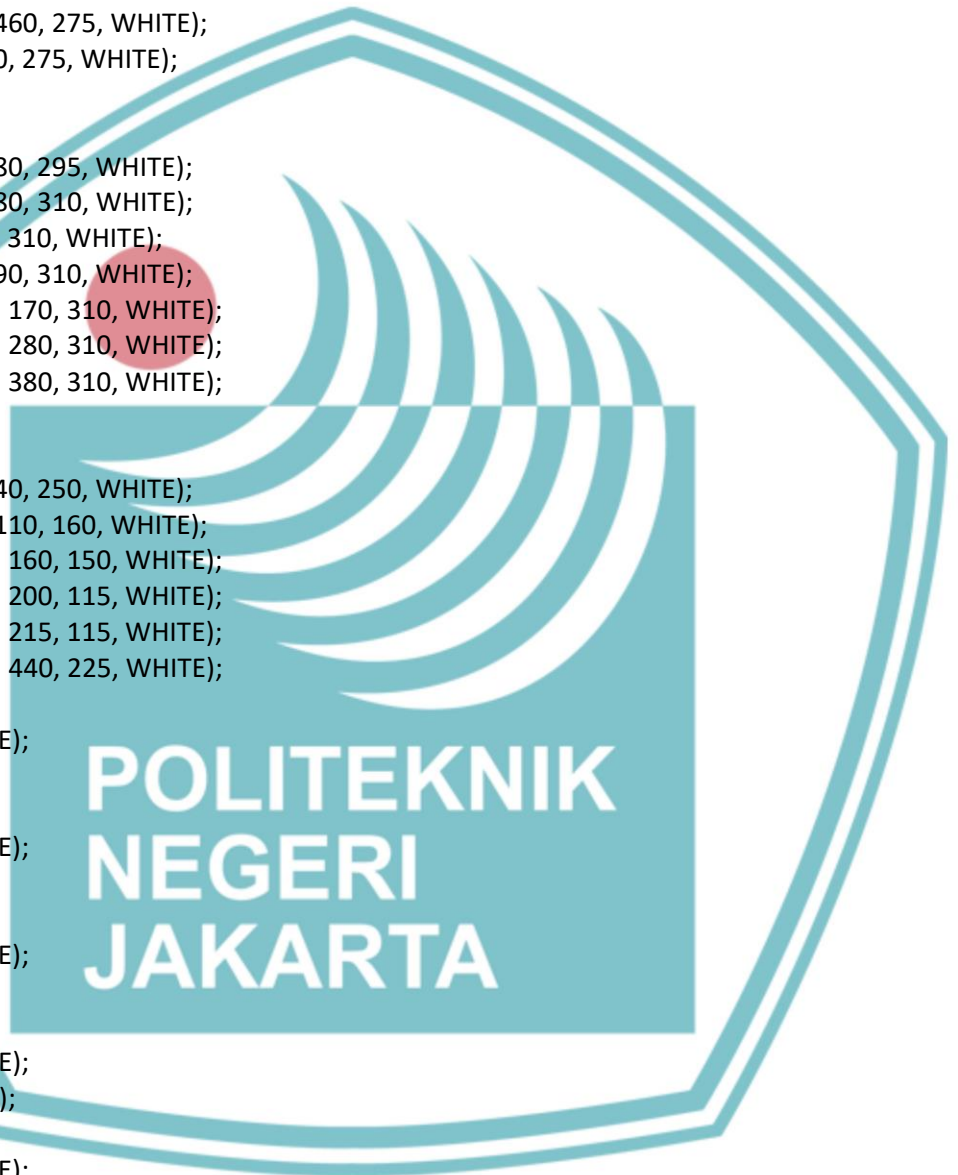 460, 275, WHITE);
0, 275, WHITE);
80, 295, WHITE);
80, 310, WHITE);
310, WHITE);
90, 310, WHITE);
170, 310, WHITE);
280, 310, WHITE);
380, 310, WHITE);
40, 250, WHITE);
110, 160, WHITE);
160, 150, WHITE);
200, 115, WHITE);
215, 115, WHITE);
440, 225, WHITE);
E);
E);
E);
E);
);
E);
POLITEKNIK
NEGERI
JAKARTA